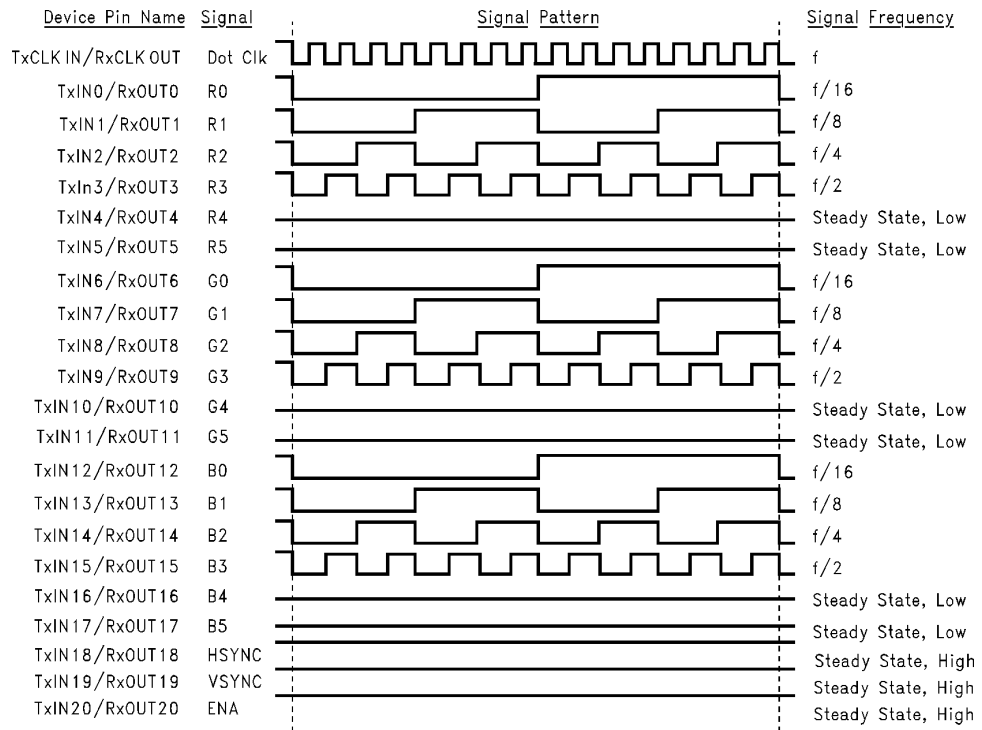 Device Pin Name Signal Signal Pattern Signal Frequency
TxCLK IN/RxCLK OUT Dot Clk f
TxIN0/RxOUT0 R0 f/16
TxIN1/RxOUT1 R1 f/8
TxIN2/RxOUT2 R2 f/4
TxIn3/RxOUT3 R3 f/2
TxIN4/RxOUT4 R4 Steady State, Low
TxIN5/RxOUT5 R5 Steady State, Low
TxIN6/RxOUT6 G0 f/16
TxIN7/RxOUT7 G1 f/8
TxIN8/RxOUT8 G2 f/4
TxIN9/RxOUT9 G3 f/2
TxIN10/RxOUT10 G4 Steady State, Low
TxIN11/RxOUT11 G5 Steady State, Low
TxIN12/RxOUT12 B0 f/16
TxIN13/RxOUT13 B1 f/8
TxIN14/RxOUT14 B2 f/4
TxIN15/RxOUT15 B3 f/2
TxIN16/RxOUT16 B4 Steady State, Low
TxIN17/RxOUT17 B5 Steady State, Low
TxIN18/RxOUT18 HSYNC Steady State, High
TxIN19/RxOUT19 VSYNC Steady State, High
TxIN20/RxOUT20 ENA Steady State, High